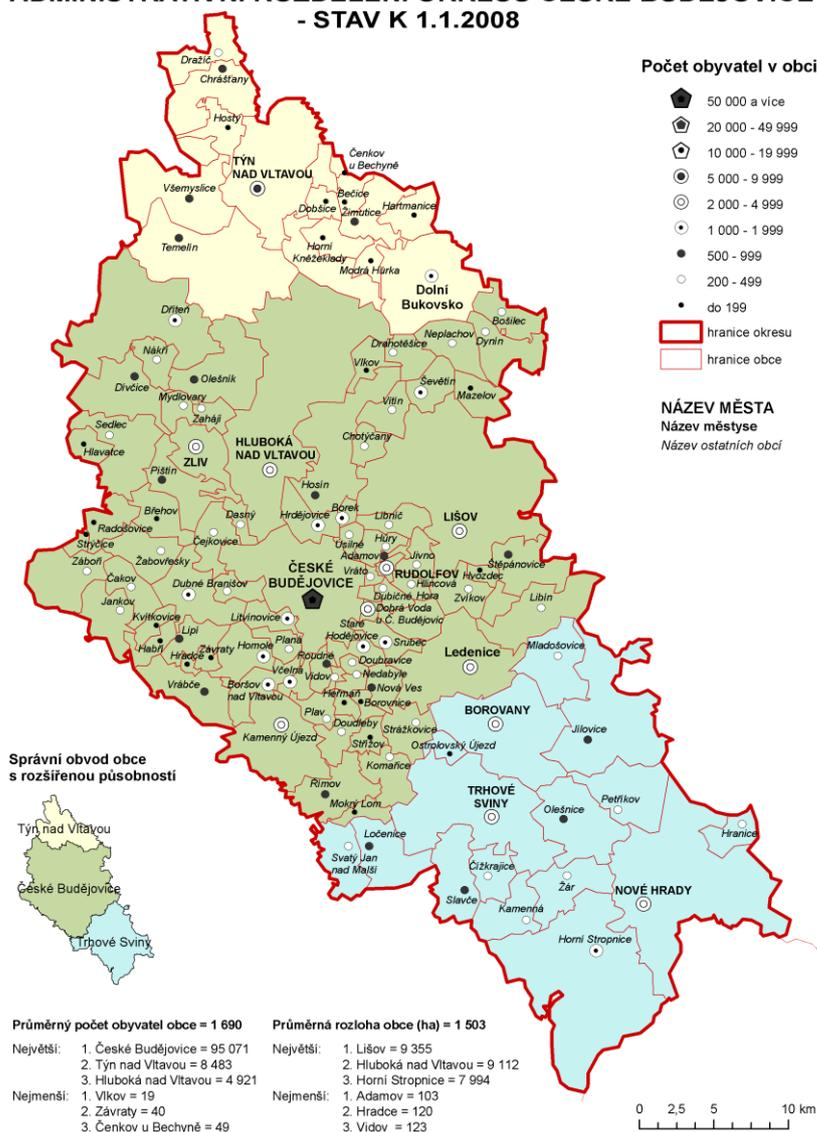 - STAV K 1.1.2008
Počet obyvatel v obci
50 000 a více
20 000 - 49 999
10 000 - 19 999
5 000 - 9 999
2 000 - 4 999
1 000 - 1 999
500 - 999
200 - 499
do 199
hranice okresu
hranice obce
NÁZEV MĚSTA
Název městyse
Název ostatních obcí
Dražíč
Chrášťany
Hosty
TÝN
NAD VLTAVOU
Čenkov
u Bechyně
Všemyslice
Bečice
Dobšice
Žimutice
Hartmanice
Temelín
Horní
Kněžeklady
Modrá Hůrka
Dolní
Bukovsko
Dříteň
Bošilec
Neplachov
Dynín
Drahotěšice
Nákří
Vlkov
Ševětín
Mazelov
Divčice
Olešník
Mydlovary
Zahájí
Vitín
Sedlec
Hlavatce
ZLIV
HLUBOKÁ
NAD VLTAVOU
Chotýčany
Pištín
Hosín
Břehov
Dasný
Hrdějovice
Borek
Libnič
LIŠOV
Radošovice
Strýčice
Čejkovice
Úsilné
Hůry
Adamov
Jivno
Štěpánovice
Záboří
Žabovřesky
ČESKÉ
BUDĚJOVICE
Vráto
RUDOLFOV
Hvozdec
Hlincová
Hora
Zvíkov
Čakov
Dubné
Branišov
Dubičné
Dobrá Voda
u Č. Budějovic
Libín
Jankov
Kvítkovice
Litvínovice
Staré
Hodějovice
Srubec
Lipí
Habří
Závraty
Hradce
Homole
Planá
Roudné
Doubravice
Ledenice
Mladošovice
Včelná
Vidov
Nedabyle
Vrábče
Boršov
nad Vltavou
Nová Ves
Heřmaň
Borovnice
BOROVANY
Plav
Doudleby
Strážkovice
Kamenný Újezd
Střížov
Ostrolovský Újezd
Jílovice
Komařice
Římov
Mokrý Lom
TRHOVÉ
SVINY
Olešnice
Petříkov
Hranice
Ločenice
Svatý Jan
nad Malší
Čížkrajice
Žár
NOVÉ HRADY
Slavče
Kamenná
Horní Stropnice
Správní obvod obce
s rozšířenou působností
Týn nad Vltavou
České Budějovice
Trhové Sviny
Průměrný počet obyvatel obce = 1 690
Největší: 1. České Budějovice = 95 071
2. Týn nad Vltavou = 8 483
3. Hluboká nad Vltavou = 4 921
Nejmenší: 1. Vlkov = 19
2. Závraty = 40
3. Čenkov u Bechyně = 49
Průměrná rozloha obce (ha) = 1 503
Největší: 1. Lišov = 9 355
2. Hluboká nad Vltavou = 9 112
3. Horní Stropnice = 7 994
Nejmenší: 1. Adamov = 103
2. Hradce = 120
3. Vidov = 123
0 2,5 5 10 km